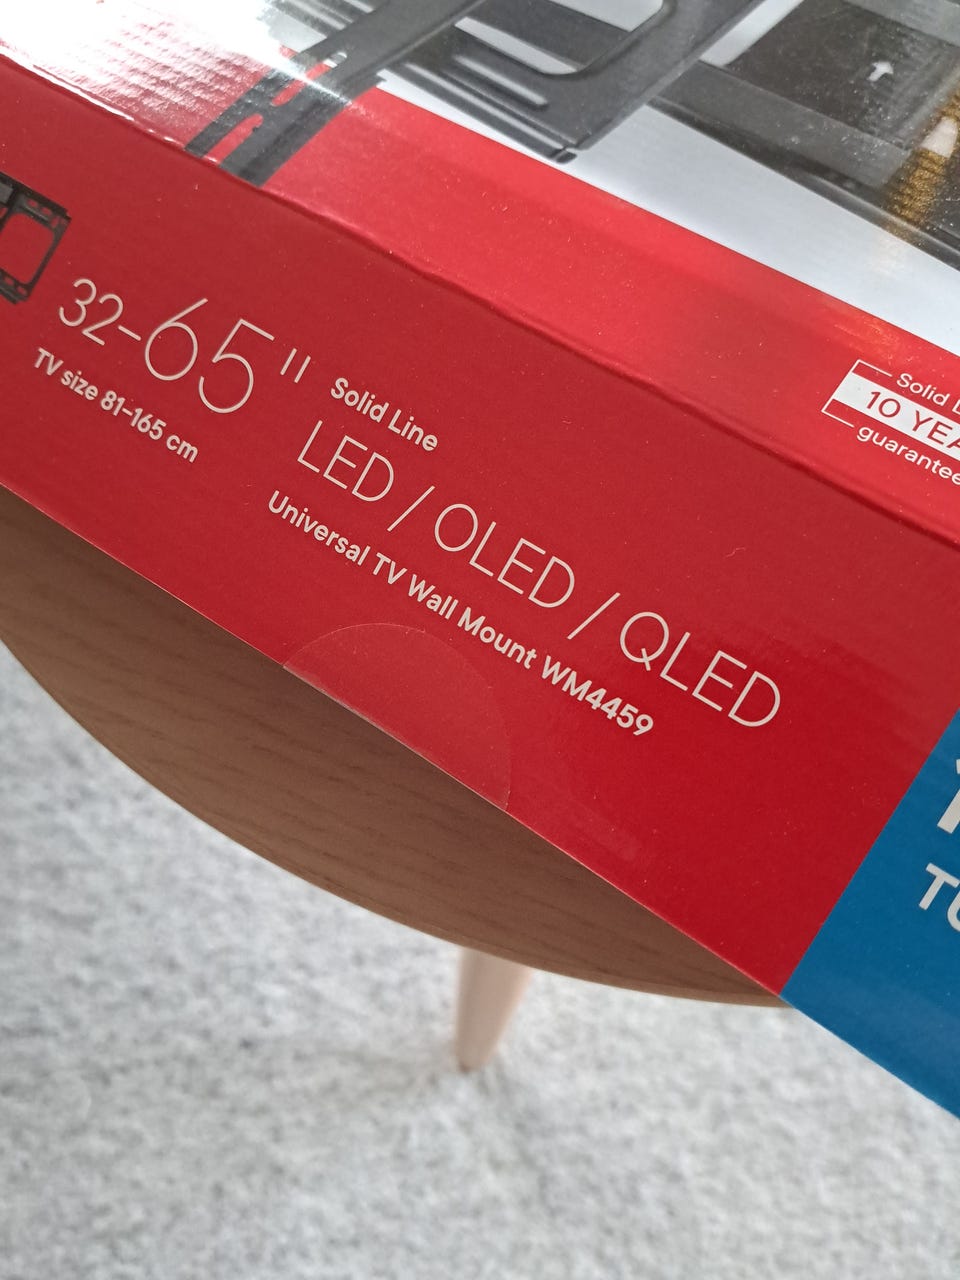 32-65"
TV size 81-165 cm
Solid Line
LED / OLED / QLED
Universal TV Wall Mount WM4459
Solid
10
guarantee